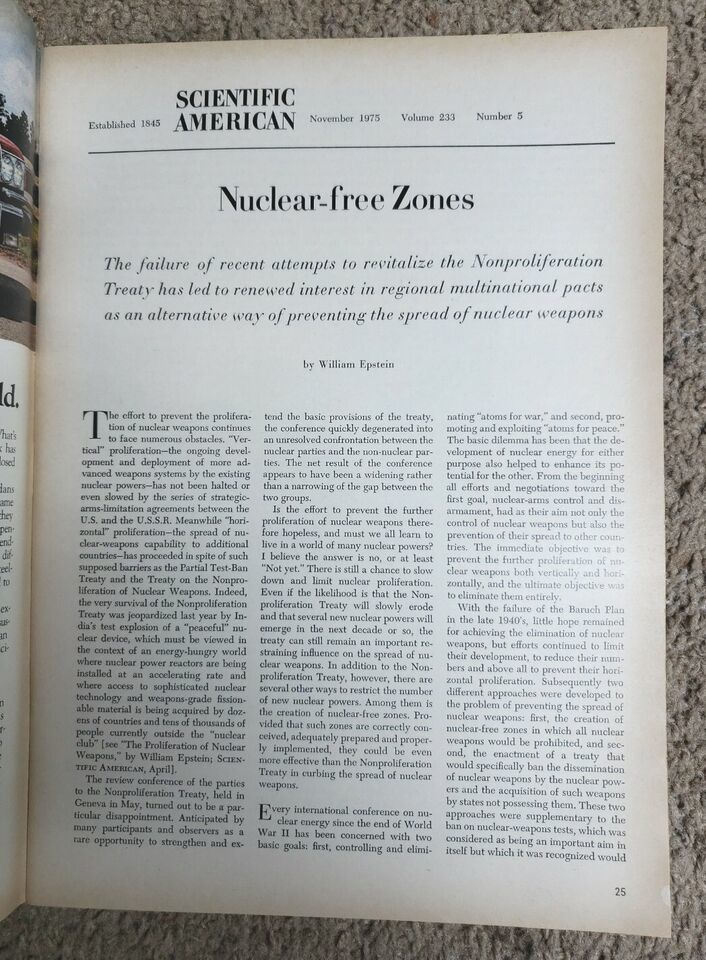 Established 1845
SCIENTIFIC
AMERICAN
November 1975 Volume 233 Number 5
Nuclear-free Zones
The failure of recent attempts to revitalize the Nonproliferation
Treaty has led to renewed interest in regional multinational pacts
as an alternative way of preventing the spread of nuclear weapons
by William Epstein
The effort to prevent the prolifera-
tion of nuclear weapons continues
to face numerous obstacles. "Ver-
tical" proliferation—the ongoing devel-
opment and deployment of more ad-
vanced weapons systems by the existing
nuclear powers—has not been halted or
even slowed by the series of strategic-
arms-limitation agreements between the
U.S. and the U.S.S.R. Meanwhile "hori-
zontal" proliferation—the spread of nu-
clear-weapons capability to additional
countries—has proceeded in spite of such
supposed barriers as the Partial Test-Ban
Treaty and the Treaty on the Nonpro-
liferation of Nuclear Weapons. Indeed,
the very survival of the Nonproliferation
Treaty was jeopardized last year by In-
dia's test explosion of a "peaceful" nu-
clear device, which must be viewed in
the context of an energy-hungry world
where nuclear power reactors are being
installed at an accelerating rate and
where access to sophisticated nuclear
technology and weapons-grade fission-
able material is being acquired by doz-
ens of countries and tens of thousands of
people currently outside the "nuclear
club" [see "The Proliferation of Nuclear
Weapons," by William Epstein; SCIEN-
TIFIC AMERICAN, April].
The review conference of the parties
to the Nonproliferation Treaty, held in
Geneva in May, turned out to be a par-
ticular disappointment. Anticipated by
many participants and observers as a
rare opportunity to strengthen and ex-
tend the basic provisions of the treaty,
the conference quickly degenerated into
an unresolved confrontation between the
nuclear parties and the non-nuclear par-
ties. The net result of the conference
appears to have been a widening rather
than a narrowing of the gap between the
two groups.
Is the effort to prevent the further
proliferation of nuclear weapons there-
fore hopeless, and must we all learn to
live in a world of many nuclear powers?
I believe the answer is no, or at least
"Not yet." There is still a chance to slow
down and limit nuclear proliferation.
Even if the likelihood is that the Non-
proliferation Treaty will slowly erode
and that several new nuclear powers will
emerge in the next decade or so, the
treaty can still remain an important re-
straining influence on the spread of nu-
clear weapons. In addition to the Non-
proliferation Treaty, however, there are
several other ways to restrict the number
of new nuclear powers. Among them is
the creation of nuclear-free zones. Pro-
vided that such zones are correctly con-
ceived, adequately prepared and proper-
ly implemented, they could be even
more effective than the Nonproliferation
Treaty in curbing the spread of nuclear
weapons.
Every international conference on nu-
clear energy since the end of World
War II has been concerned with two
basic goals: first, controlling and elimi-
nating "atoms for war," and second, pro-
moting and exploiting "atoms for peace."
The basic dilemma has been that the de-
velopment of nuclear energy for either
purpose also helped to enhance its po-
tential for the other. From the beginning
all efforts and negotiations toward the
first goal, nuclear-arms control and dis-
armament, had as their aim not only the
control of nuclear weapons but also the
prevention of their spread to other coun-
tries. The immediate objective was to
prevent the further proliferation of nu-
clear weapons both vertically and hori-
zontally, and the ultimate objective was
to eliminate them entirely.
With the failure of the Baruch Plan
in the late 1940's, little hope remained
for achieving the elimination of nuclear
weapons, but efforts continued to limit
their development, to reduce their num-
bers and above all to prevent their hori-
zontal proliferation. Subsequently two
different approaches were developed to
the problem of preventing the spread of
nuclear weapons: first, the creation of
nuclear-free zones in which all nuclear
weapons would be prohibited, and sec-
ond, the enactment of a treaty that
would specifically ban the dissemination
of nuclear weapons by the nuclear pow-
ers and the acquisition of such weapons
by states not possessing them. These two
approaches were supplementary to the
ban on nuclear-weapons tests, which was
considered as being an important aim in
itself but which it was recognized would
25